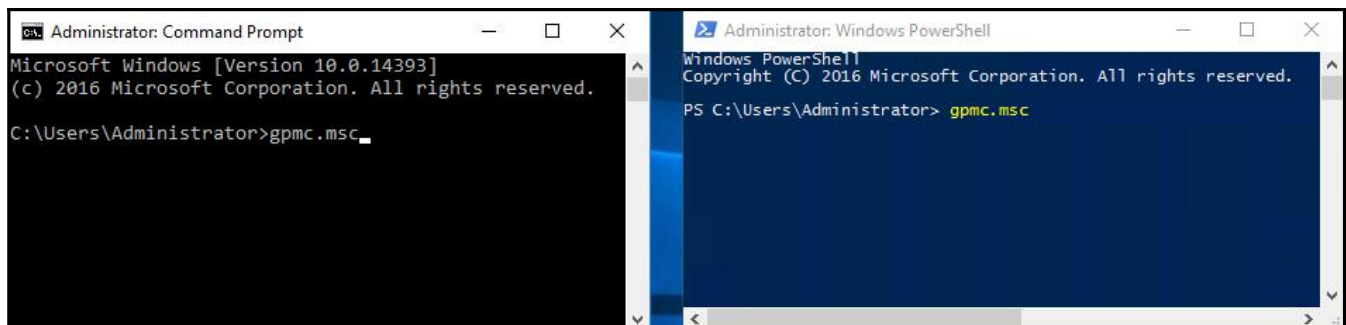 Administrator: Command Prompt
Microsoft Windows [Version 10.0.14393]
(c) 2016 Microsoft Corporation. All rights reserved.
C:\Users\Administrator>gpmc.msc
Administrator: Windows PowerShell
Windows PowerShell
Copyright (C) 2016 Microsoft Corporation. All rights reserved.
PS C:\Users\Administrator> gpmc.msc